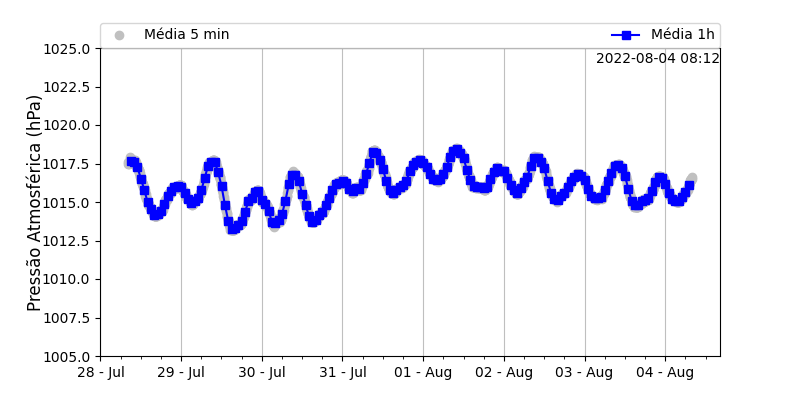 Média 5 min
Média 1h
2022-08-04 08:12
Pressão Atmosférica (hPa)
1025.0
1022.5
1020.0
1017.5
1015.0
1012.5
1010.0
1007.5
1005.0
28 - Jul
29 - Jul
30 - Jul
31 - Jul
01 - Aug
02 - Aug
03 - Aug
04 - Aug